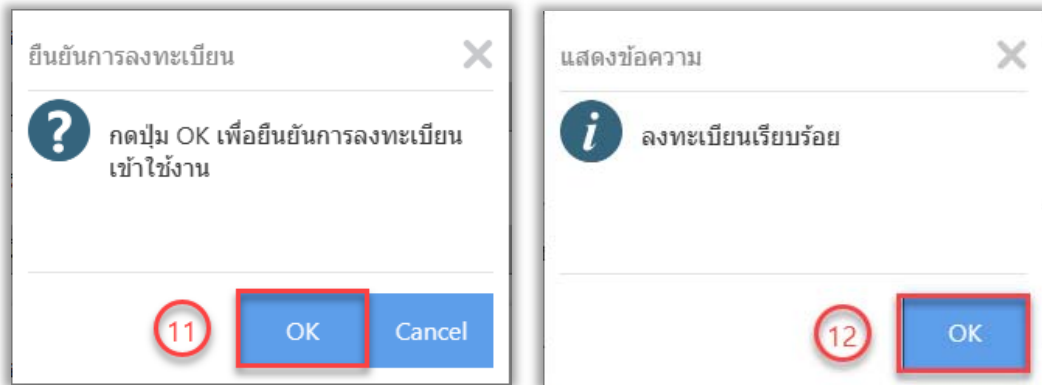 ยืนยันการลงทะเบียน
กดปุ่ม OK เพื่อยืนยันการลงทะเบียน
เข้าใช้งาน
11
OK
Cancel
แสดงข้อความ
ลงทะเบียนเรียบร้อย
12
OK